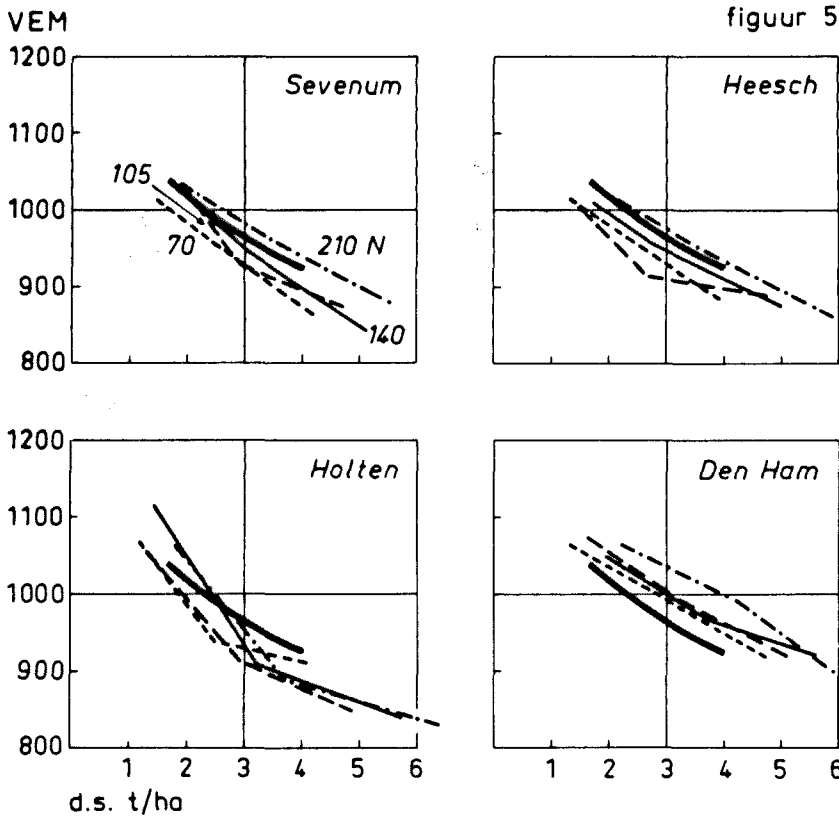 VEM
figuur 5
1200
1100
1000
900
800
Sevenum
105
70
210 N
140
Heesch
1200
1100
1000
900
800
Holten
Den Ham
1 2 3 4 5 6
1 2 3 4 5 6
d.s. t/ha